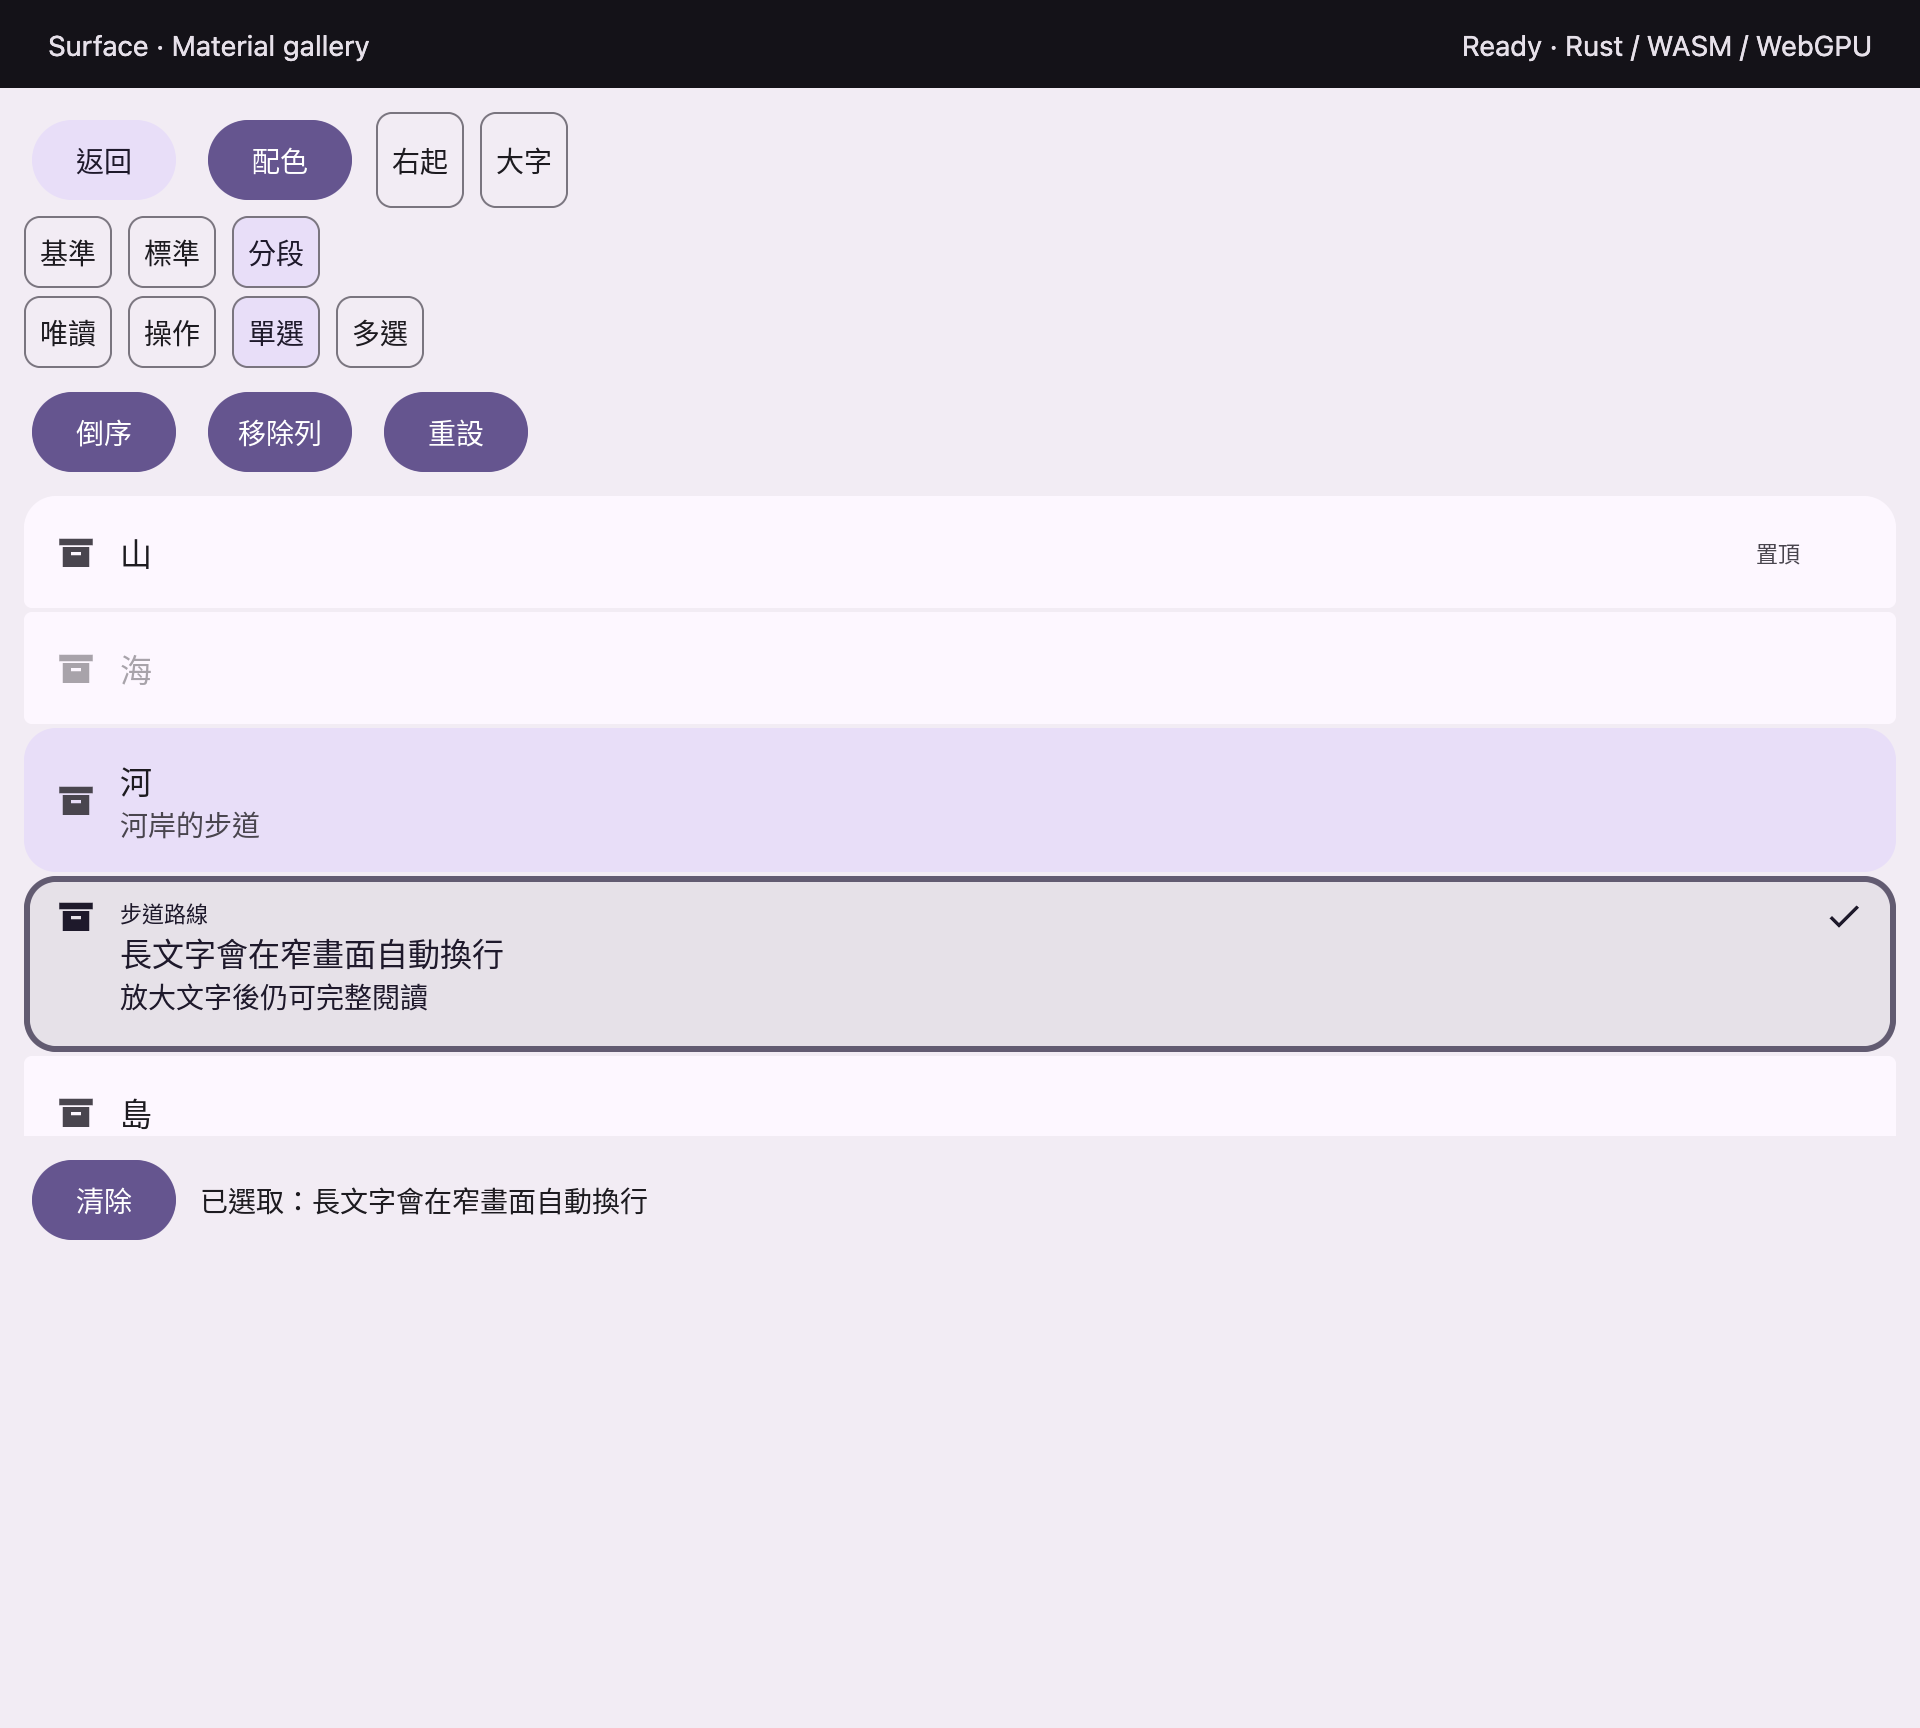 Surface · Material gallery
Ready · Rust / WASM / WebGPU
返回
配色
右起
大字
基準
標準
分段
唯讀
操作
單選
多選
倒序
移除列
重設
山
置頂
海
河
河岸的步道
步道路線
長文字會在窄畫面自動換行
放大文字後仍可完整閱讀
島
清除
已選取：長文字會在窄畫面自動換行